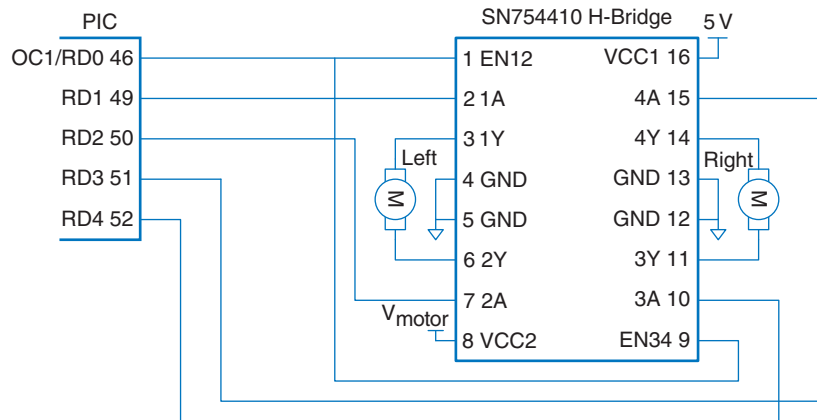 SN754410 H-Bridge
PIC
5 V
OC1/RD0 46
RD1 49
RD2 50
RD3 51
RD4 52
1 EN12
2 1A
3 1Y
4 GND
5 GND
6 2Y
7 2A
8 VCC2
VCC1 16
4A 15
4Y 14
GND 13
GND 12
3Y 11
3A 10
EN34 9
Left
M
Vmotor
Right
M